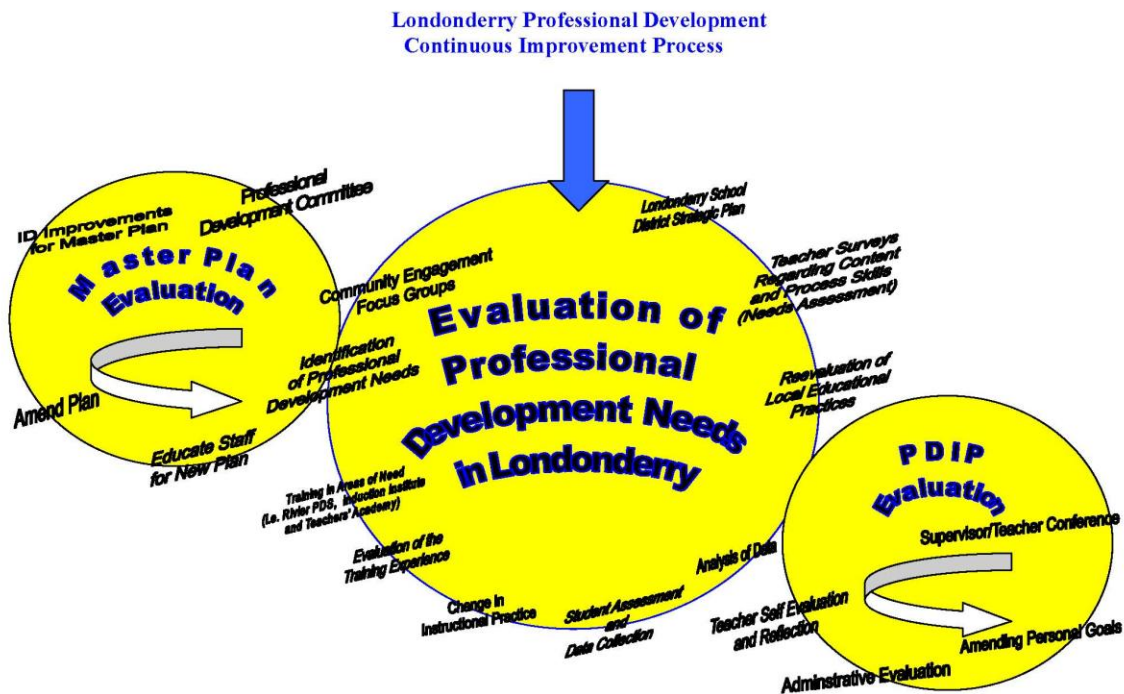 Londonderry Professional Development
Continuous Improvement Process
Professional
Development Committee
ID Improvements
for Master Plan
Master Plan
Evaluation
Amend Plan
Educate Staff
for New Plan
Londonderry School
District Strategic Plan
Teacher Surveys
Regarding Content
and Process Skills
(Needs Assessment)
Community Engagement
Focus Groups
Identification
of Professional
Development Needs
Evaluation of
Professional
Development Needs
in Londonderry
Reevaluation of
Local Educational
Practices
Training in Areas of Need
(i.e. Rivier PDS, Induction Institute
and Teachers' Academy)
Evaluation of the
Training Experience
Change in
Instructional Practice
Student Assessment
and
Data Collection
Analysis of Data
PDIP
Evaluation
Supervisor/Teacher Conference
Teacher Self Evaluation
and Reflection
Amending Personal Goals
Adminstrative Evaluation